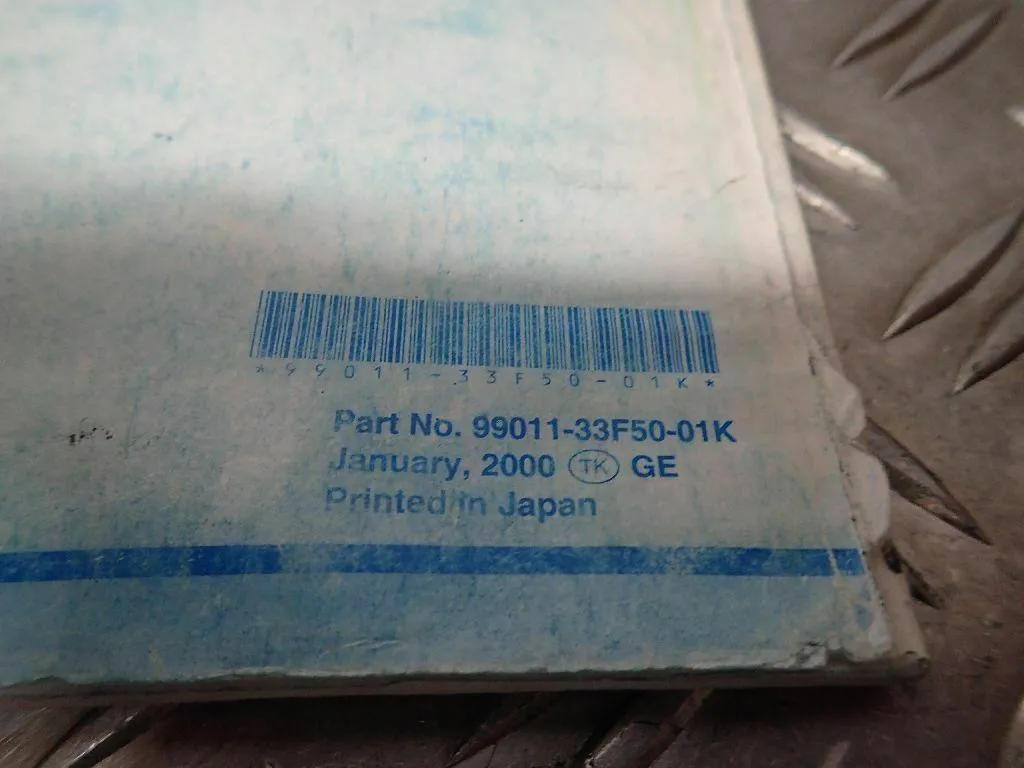 *99011-33F50-01K*
Part No. 99011-33F50-01K
January, 2000 TK GE
Printed in Japan